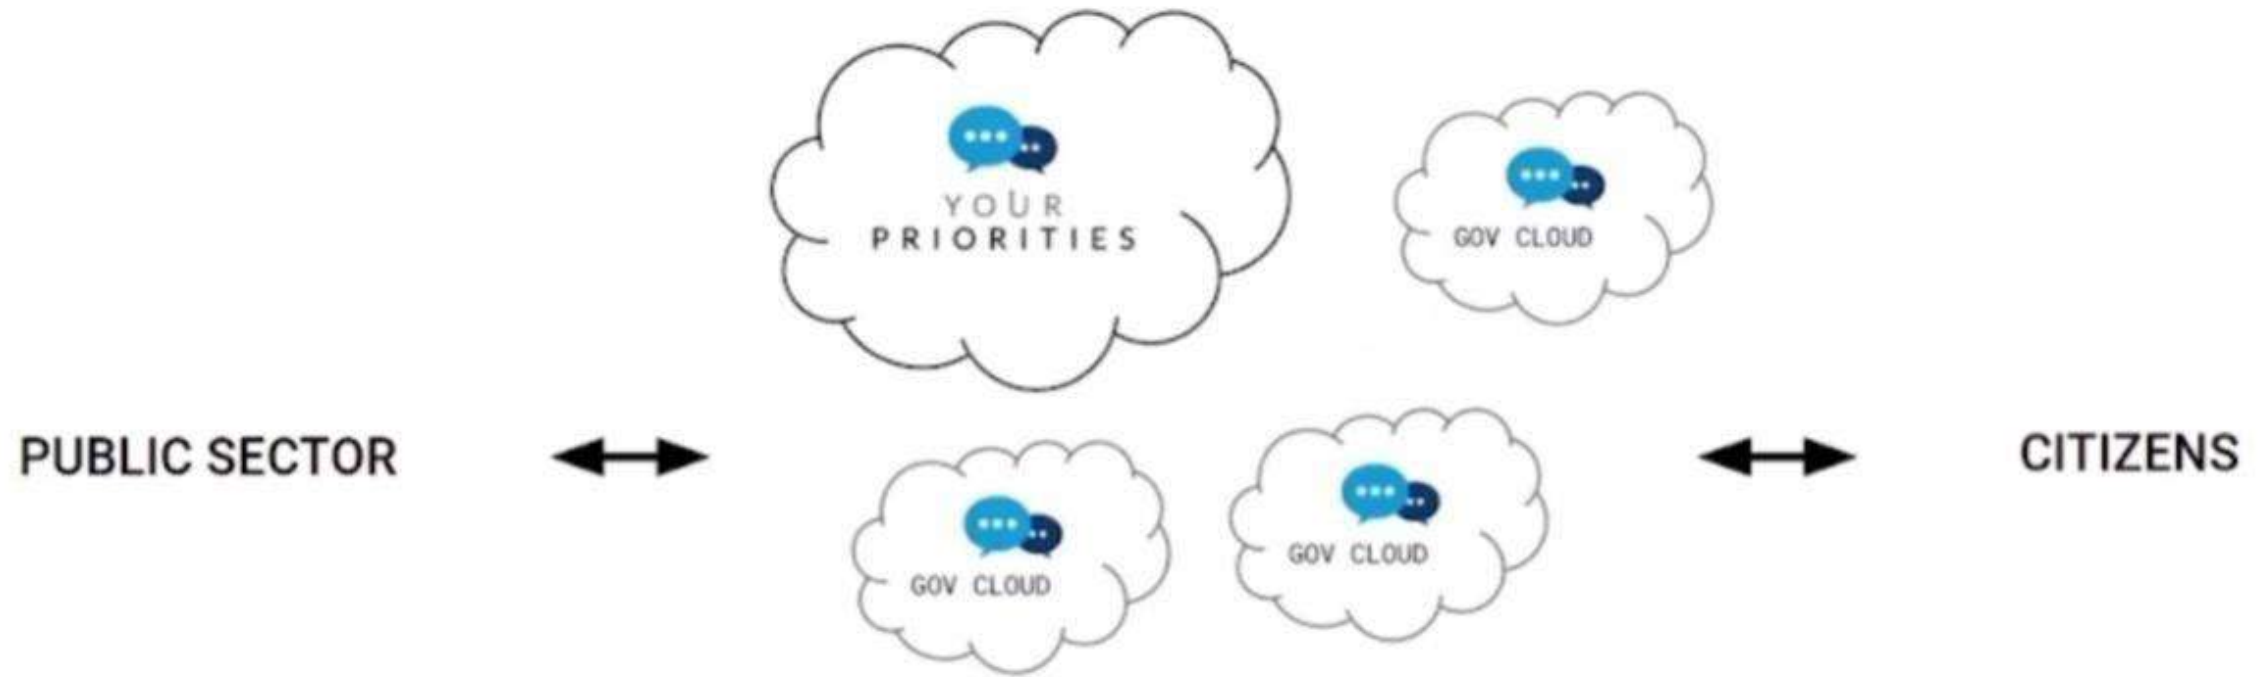 YOUR
PRIORITIES
GOV CLOUD
PUBLIC SECTOR
CITIZENS
GOV CLOUD
GOV CLOUD